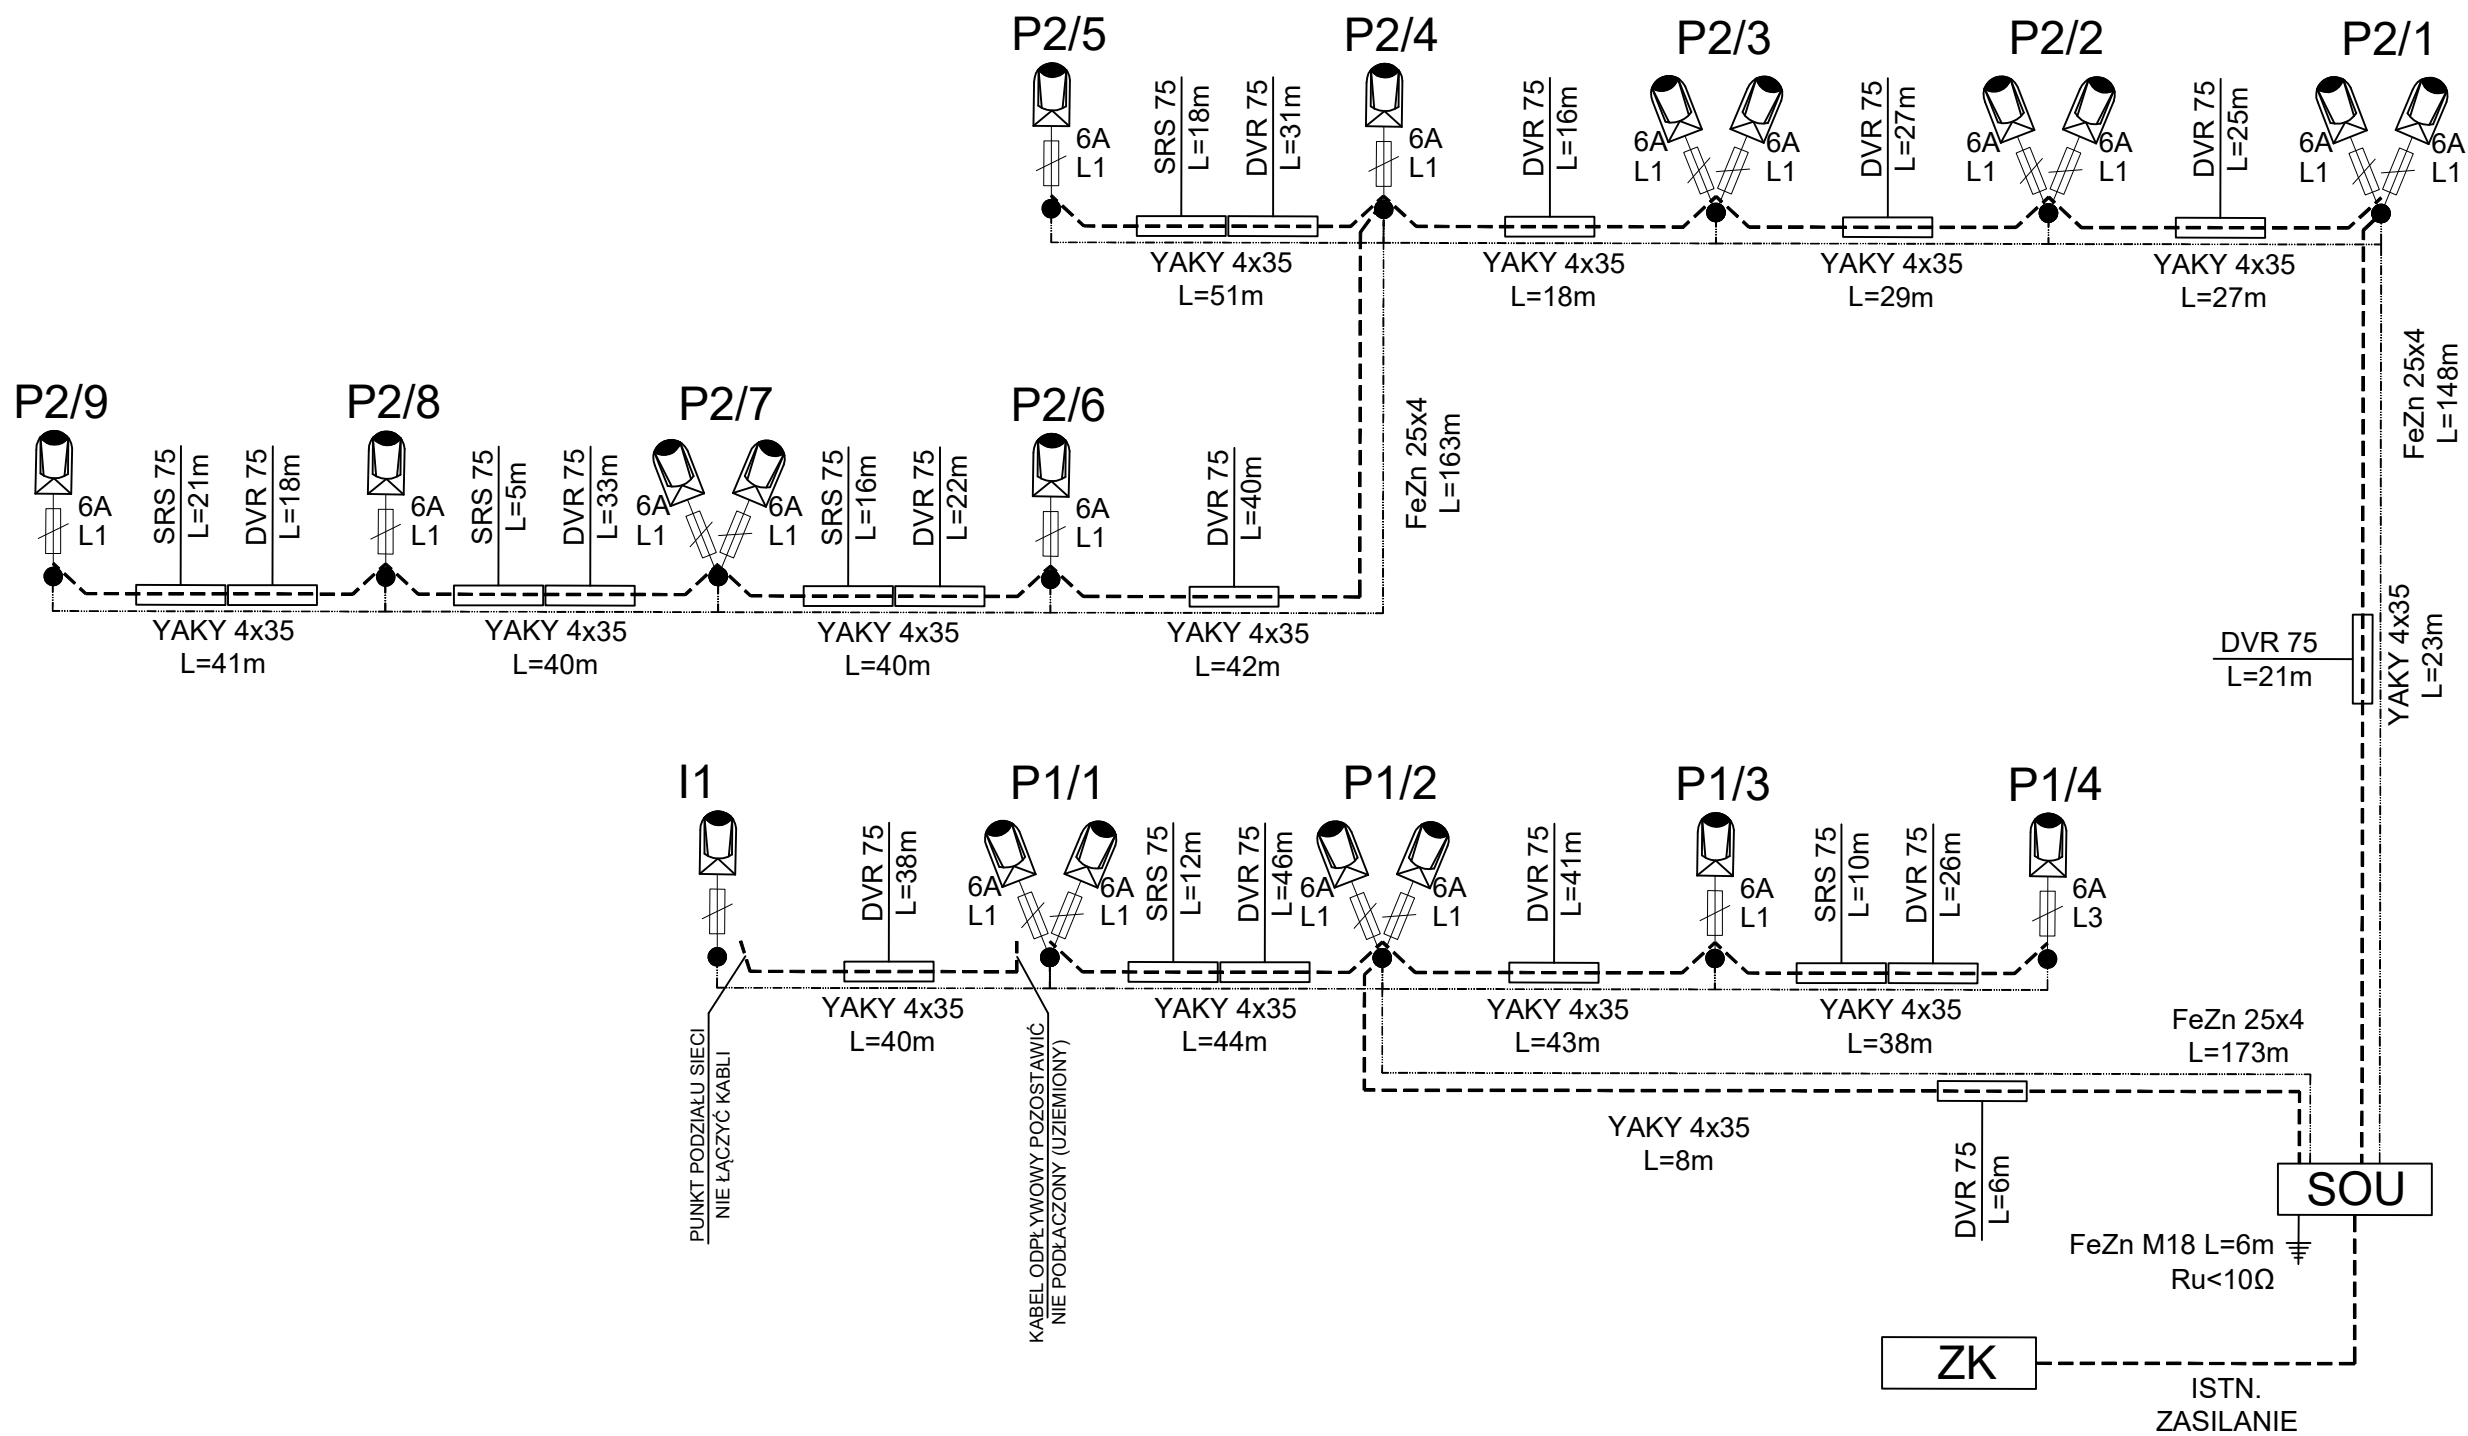 P2/5
P2/4
P2/3
P2/2
P2/1
6A
L1
SRS 75
L=18m
DVR 75
L=31m
6A
L1
DVR 75
L=16m
6A
L1
6A
L1
DVR 75
L=27m
6A
L1
6A
L1
DVR 75
L=25m
6A
L1
6A
L1
YAKY 4x35
L=51m
YAKY 4x35
L=18m
YAKY 4x35
L=29m
YAKY 4x35
L=27m
FeZn 25x4
L=148m
FeZn 25x4
L=163m
P2/9
P2/8
P2/7
P2/6
6A
L1
SRS 75
L=21m
DVR 75
L=18m
6A
L1
SRS 75
L=5m
DVR 75
L=33m
6A
L1
6A
L1
SRS 75
L=16m
DVR 75
L=22m
6A
L1
DVR 75
L=40m
YAKY 4x35
L=41m
YAKY 4x35
L=40m
YAKY 4x35
L=40m
YAKY 4x35
L=42m
DVR 75
L=21m
YAKY 4x35
L=23m
I1
P1/1
P1/2
P1/3
P1/4
DVR 75
L=38m
6A
L1
6A
L1
SRS 75
L=12m
DVR 75
L=46m
6A
L1
6A
L1
DVR 75
L=41m
6A
L1
SRS 75
L=10m
DVR 75
L=26m
6A
L3
YAKY 4x35
L=40m
YAKY 4x35
L=44m
YAKY 4x35
L=43m
YAKY 4x35
L=38m
PUNKT PODZIAŁU SIECI
NIE ŁĄCZYĆ KABLI
KABEL ODPŁYWOWY POZOSTAWIĆ
NIE PODŁACZONY (UZIEMIONY)
FeZn 25x4
L=173m
YAKY 4x35
L=8m
DVR 75
L=6m
SOU
FeZn M18 L=6m
Ru<10Ω
ZK
ISTN.
ZASILANIE